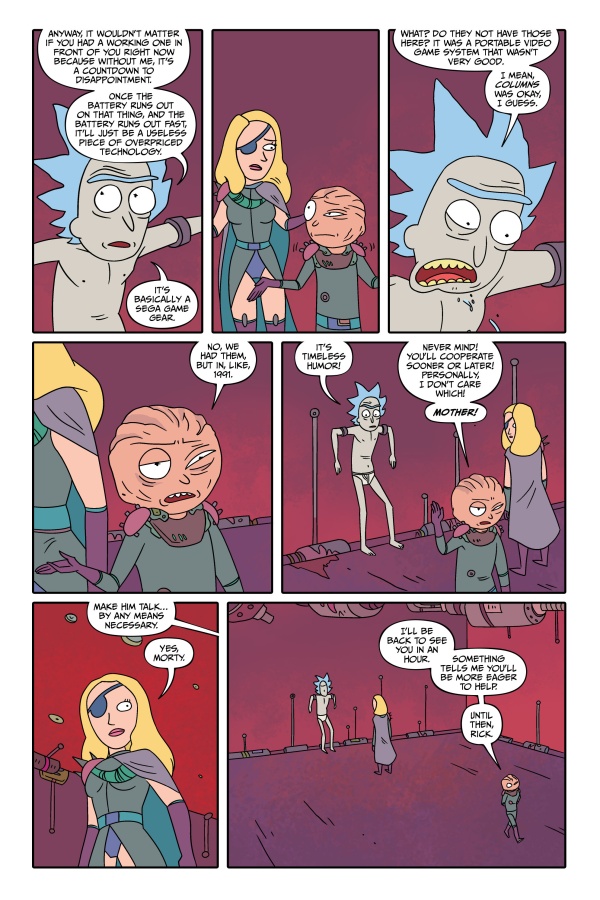 ANYWAY, IT WOULDN'T MATTER
IF YOU HAD A WORKING ONE IN
FRONT OF YOU RIGHT NOW
BECAUSE WITHOUT ME, IT'S
A COUNTDOWN TO
DISAPPOINTMENT.
ONCE THE
BATTERY RUNS OUT
ON THAT THING, AND THE
BATTERY RUNS OUT FAST,
IT'LL JUST BE A USELESS
PIECE OF OVERPRICED
TECHNOLOGY.
IT'S
BASICALLY A
SEGA GAME
GEAR.
WHAT? DO THEY NOT HAVE THOSE
HERE? IT WAS A PORTABLE VIDEO
GAME SYSTEM THAT WASN'T
VERY GOOD.
I MEAN,
COLUMNS
WAS OKAY,
I GUESS.
NO, WE
HAD THEM,
BUT IN, LIKE,
1991.
IT'S
TIMELESS
HUMOR!
NEVER MIND!
YOU'LL COOPERATE
SOONER OR LATER!
PERSONALLY,
I DON'T CARE
WHICH!
MOTHER!
MAKE HIM TALK...
BY ANY MEANS
NECESSARY.
YES,
MORTY.
I'LL BE
BACK TO SEE
YOU IN AN
HOUR.
SOMETHING
TELLS ME YOU'LL
BE MORE EAGER
TO HELP.
UNTIL
THEN,
RICK.